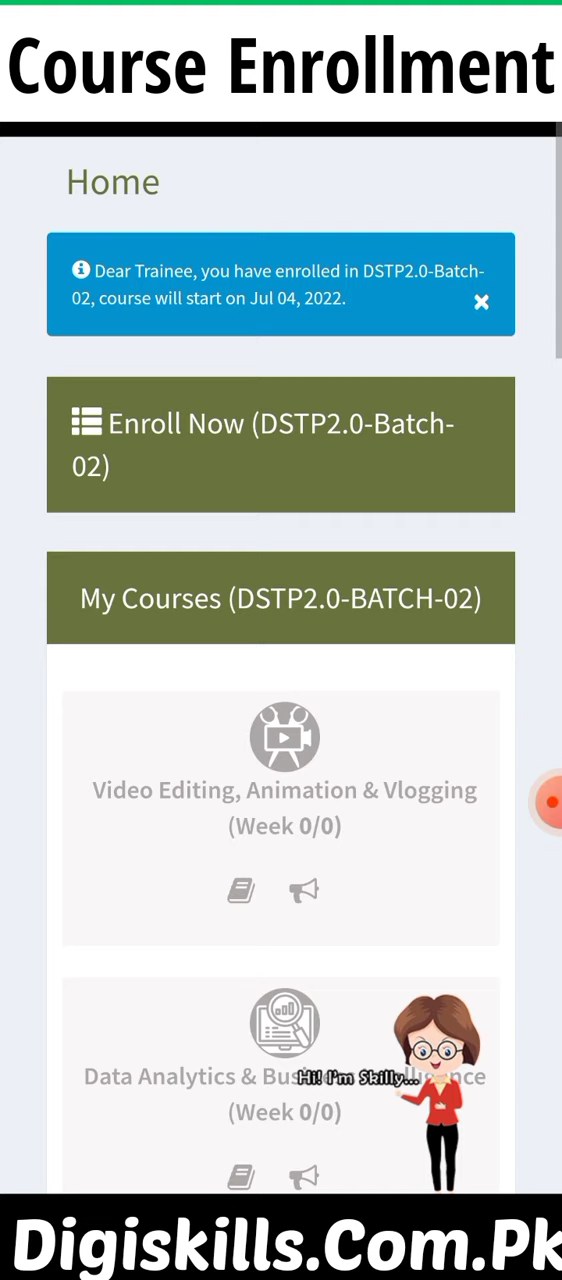 Course Enrollment
Home
Dear Trainee, you have enrolled in DSTP2.0-Batch-
02, course will start on Jul 04, 2022.
Enroll Now (DSTP2.0-Batch-
02)
My Courses (DSTP2.0-BATCH-02)
Video Editing, Animation & Vlogging
(Week 0/0)
Data Analytics &
Hi! I'm Skilly...
(Week 0/0)
Digiskills.Com.Pk